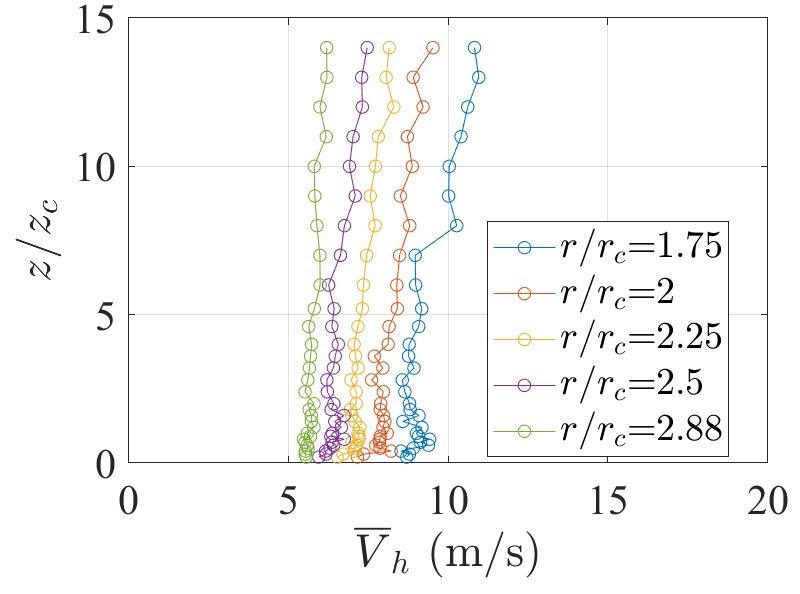 15
10
5
0
0
5
10
15
20
z/z_c
V̅_h (m/s)
r/r_c=1.75
r/r_c=2
r/r_c=2.25
r/r_c=2.5
r/r_c=2.88